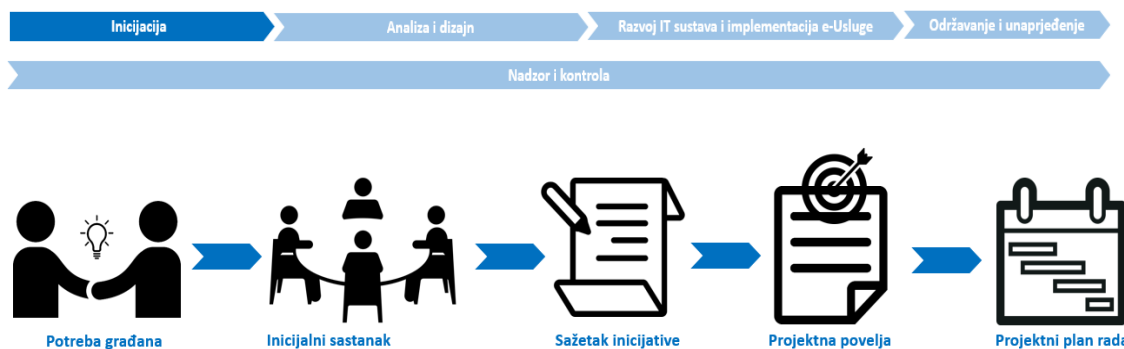 Inicijacija
Analiza i dizajn
Razvoj IT sustava i implementacija e-Usluge
Održavanje i unaprjeđenje
Nadzor i kontrola
Potreba građana
Inicijalni sastanak
Sažetak inicijative
Projektna povelja
Projektni plan rada